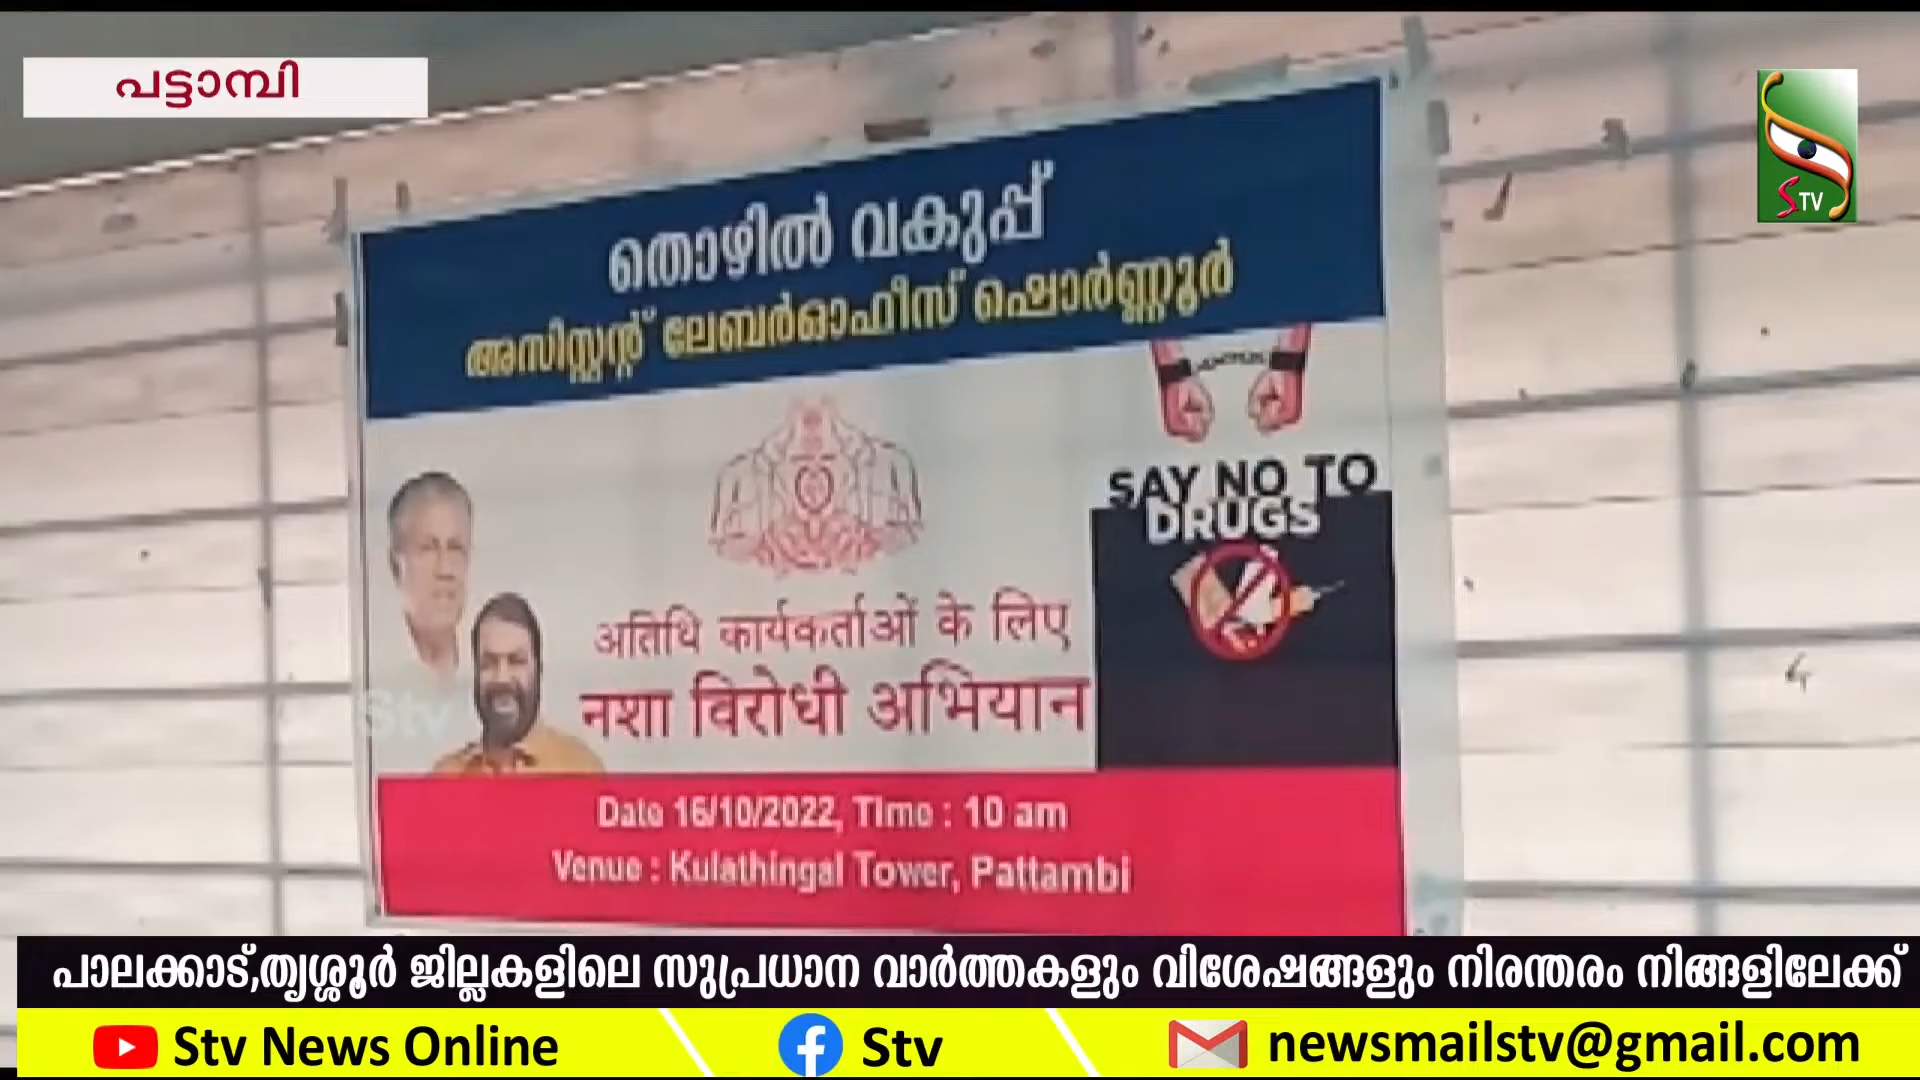 പട്ടാമ്പി
STV
തൊഴിൽ വകുപ്പ്
അസിസ്റ്റന്റ് ലേബർഓഫീസ് ഷൊർണ്ണൂർ
SAY NO TO
DRUGS
अतिथि कार्यकर्ताओं के लिए
नशा विरोधी अभियान
Stv
Date 16/10/2022, Time : 10 am
Venue : Kulathingal Tower, Pattambi
പാലക്കാട്,തൃശ്ശൂർ ജില്ലകളിലെ സുപ്രധാന വാർത്തകളും വിശേഷങ്ങളും നിരന്തരം നിങ്ങളിലേക്ക്
Stv News Online
Stv
newsmailstv@gmail.com